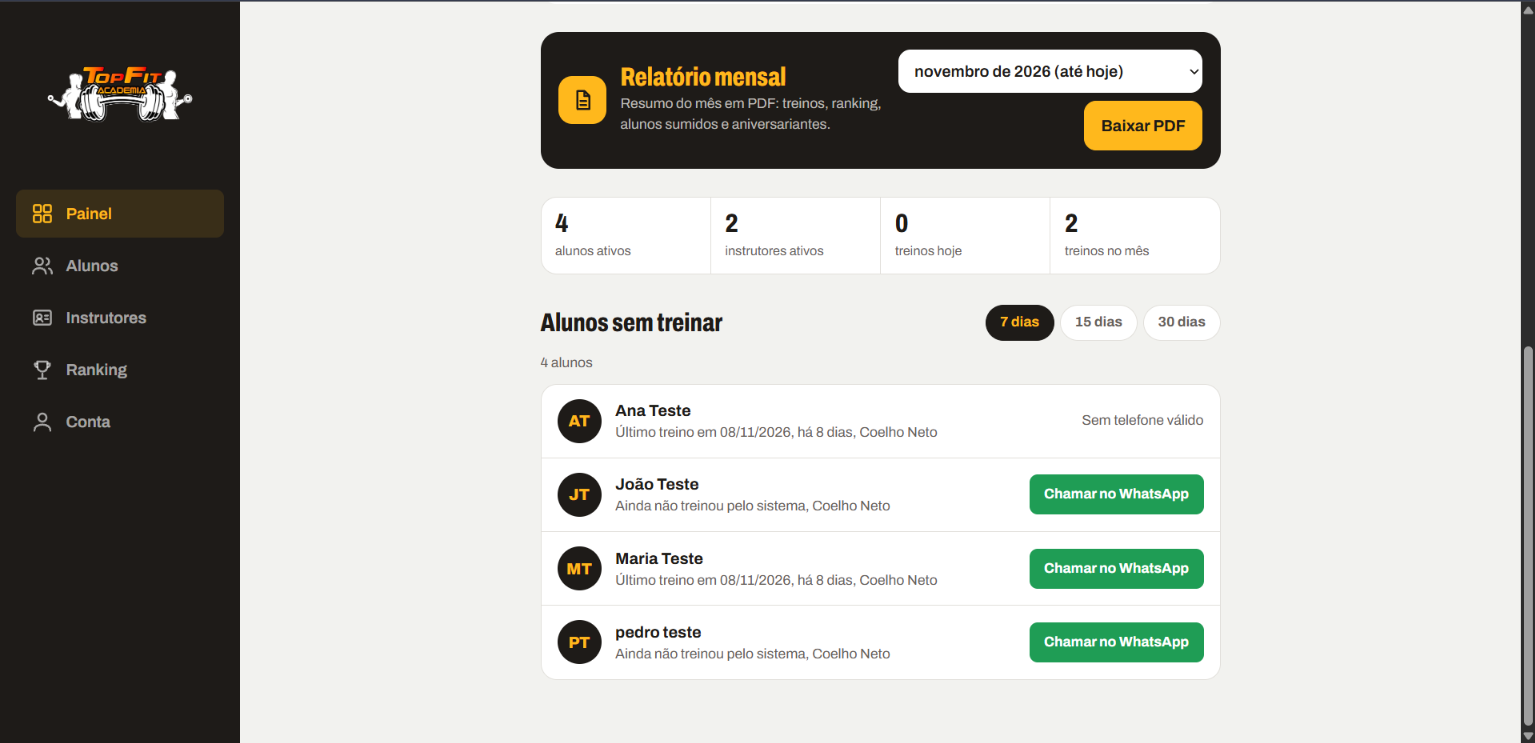 TopFit
ACADEMIA
Painel
Alunos
Instrutores
Ranking
Conta
Relatório mensal
Resumo do mês em PDF: treinos, ranking,
alunos sumidos e aniversariantes.
novembro de 2026 (até hoje)
Baixar PDF
4
alunos ativos
2
instrutores ativos
0
treinos hoje
2
treinos no mês
Alunos sem treinar
7 dias
15 dias
30 dias
4 alunos
AT
Ana Teste
Último treino em 08/11/2026, há 8 dias, Coelho Neto
Sem telefone válido
JT
João Teste
Ainda não treinou pelo sistema, Coelho Neto
Chamar no WhatsApp
MT
Maria Teste
Último treino em 08/11/2026, há 8 dias, Coelho Neto
Chamar no WhatsApp
PT
pedro teste
Ainda não treinou pelo sistema, Coelho Neto
Chamar no WhatsApp